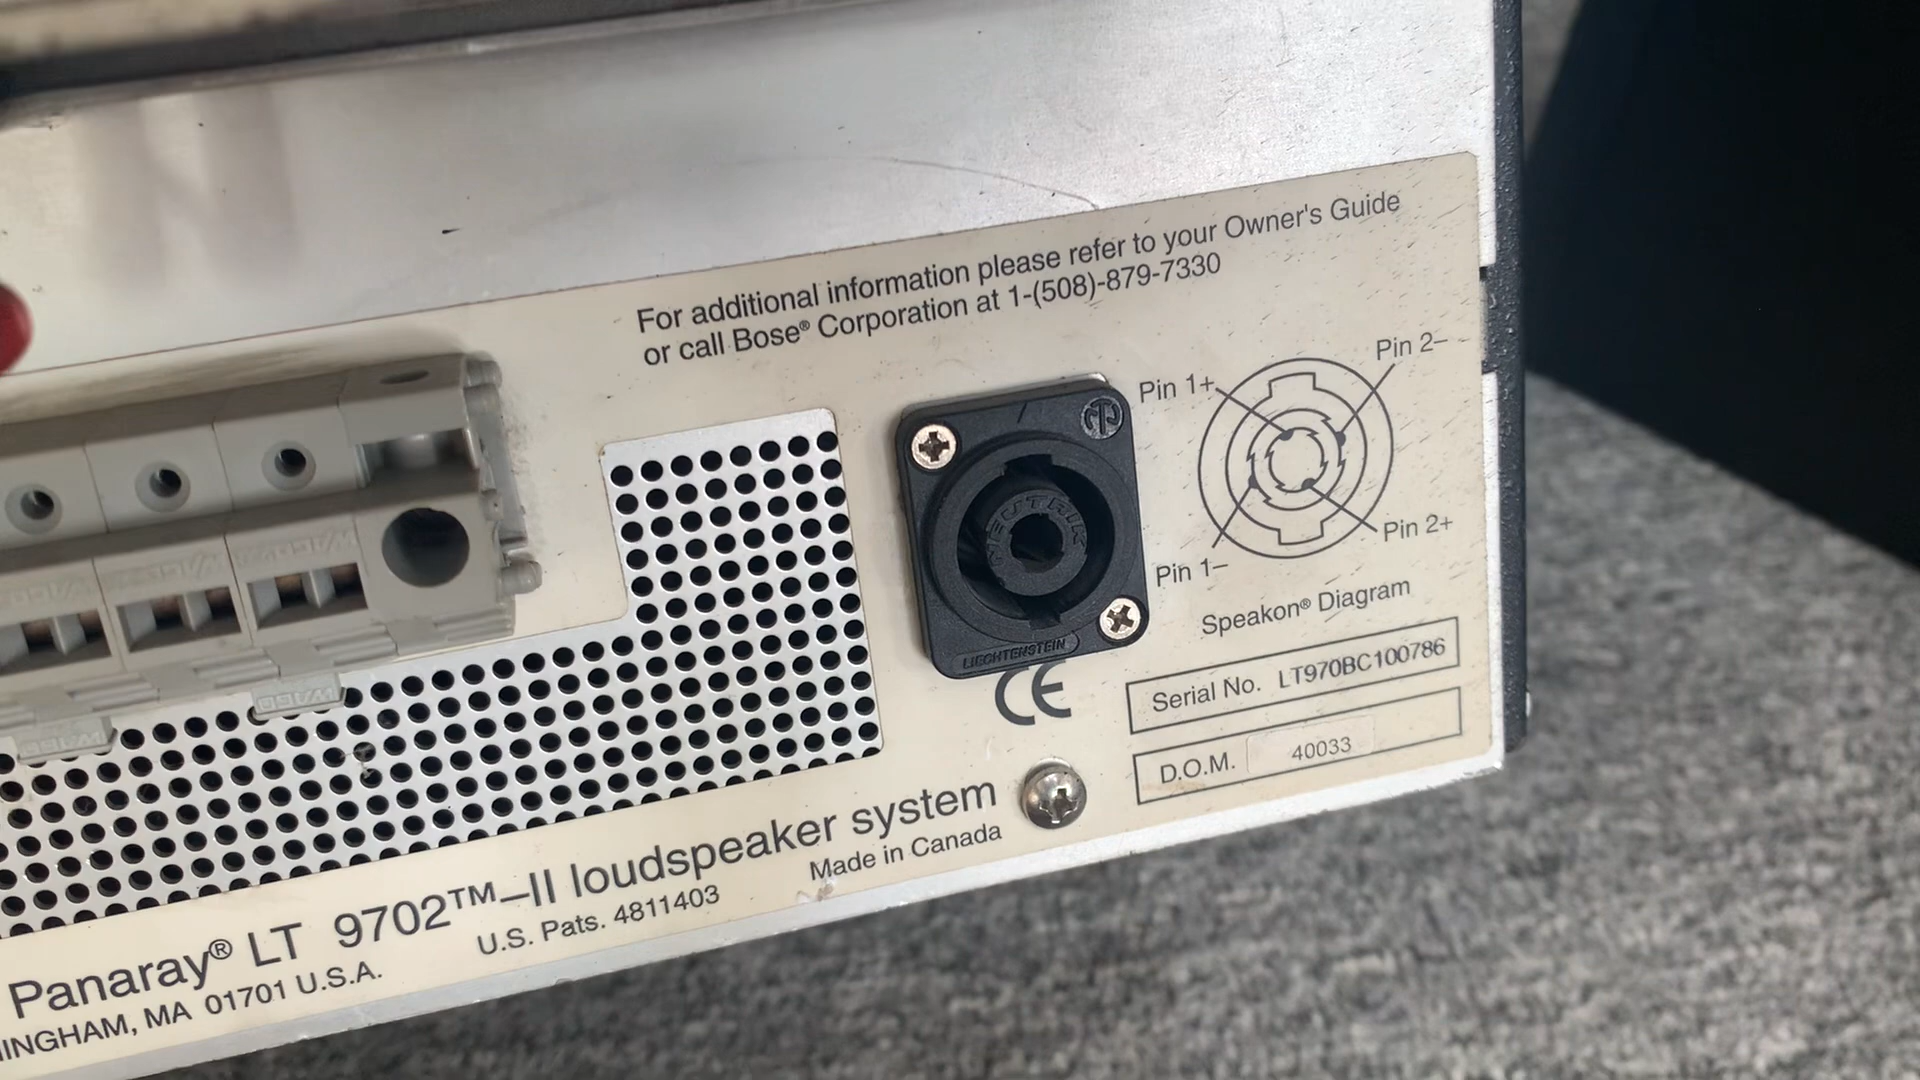 For additional information please refer to your Owner's Guide
or call Bose® Corporation at 1-(508)-879-7330
Pin 1+
Pin 2–
Pin 1–
Pin 2+
NEUTRIK
LIECHTENSTEIN
Speakon® Diagram
CE
Serial No. LT970BC100786
D.O.M. 40033
WAGO
Panaray® LT 9702™–II loudspeaker system
INGHAM, MA 01701 U.S.A.
U.S. Pats. 4811403
Made in Canada